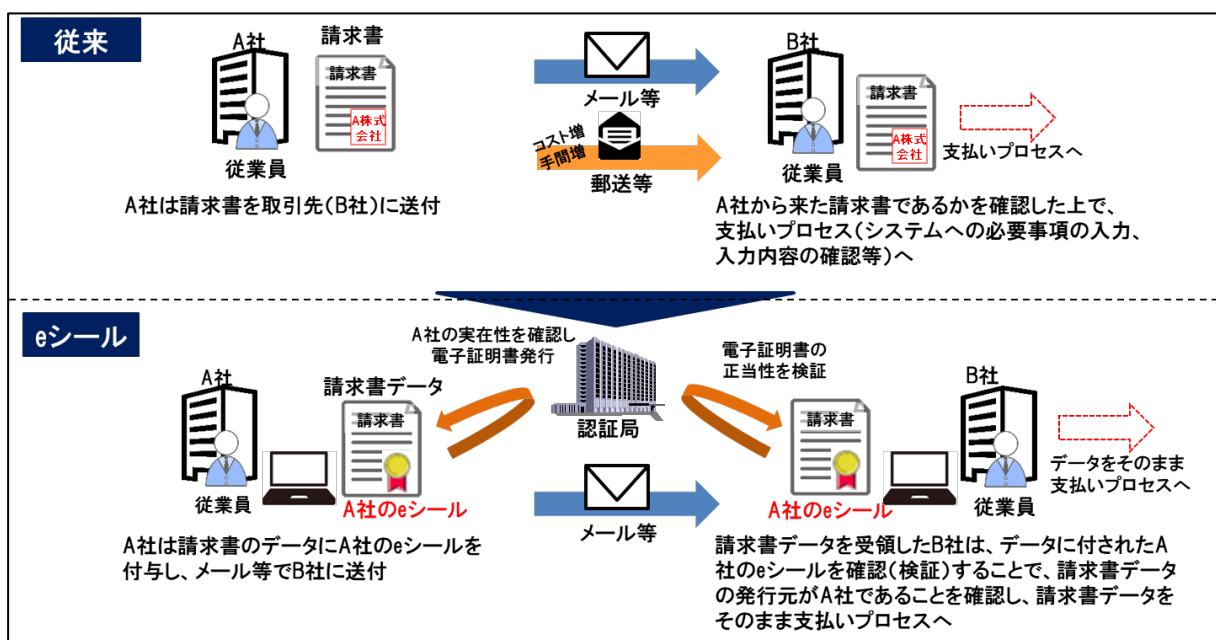 従来
A社
請求書
請求書
A株式
会社
従業員
A社は請求書を取引先(B社)に送付
メール等
コスト増
手間増
郵送等
B社
請求書
A株式
会社
従業員
支払いプロセスへ
A社から来た請求書であるかを確認した上で、
支払いプロセス(システムへの必要事項の入力、
入力内容の確認等)へ
eシール
A社の実在性を確認し
電子証明書発行
電子証明書の
正当性を検証
認証局
A社
請求書データ
請求書
従業員
A社のeシール
A社は請求書のデータにA社のeシールを
付与し、メール等でB社に送付
メール等
請求書
A社のeシール
B社
従業員
データをそのまま
支払いプロセスへ
請求書データを受領したB社は、データに付されたA
社のeシールを確認(検証)することで、請求書データ
の発行元がA社であることを確認し、請求書データを
そのまま支払いプロセスへ